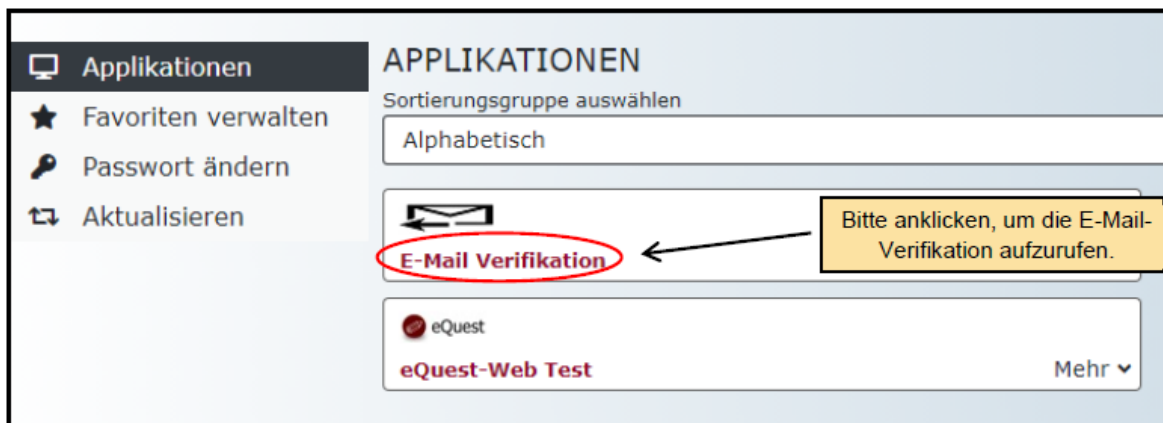 Applikationen
Favoriten verwalten
Passwort ändern
Aktualisieren
APPLIKATIONEN
Sortierungsgruppe auswählen
Alphabetisch
E-Mail Verifikation
Bitte anklicken, um die E-Mail-
Verifikation aufzurufen.
eQuest
eQuest-Web Test
Mehr